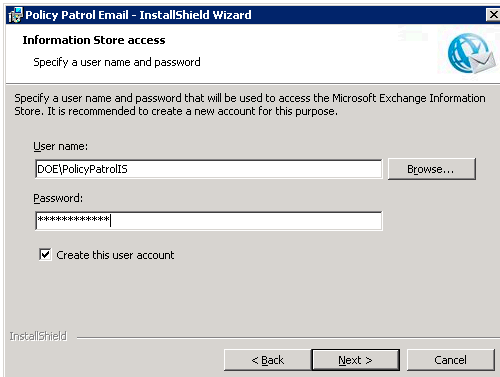 Policy Patrol Email - InstallShield Wizard
Information Store access
Specify a user name and password
Specify a user name and password that will be used to access the Microsoft Exchange Information
Store. It is recommended to create a new account for this purpose.
User name:
DOE\PolicyPatrolIS
Browse...
Password:
************
Create this user account
InstallShield
< Back
Next >
Cancel